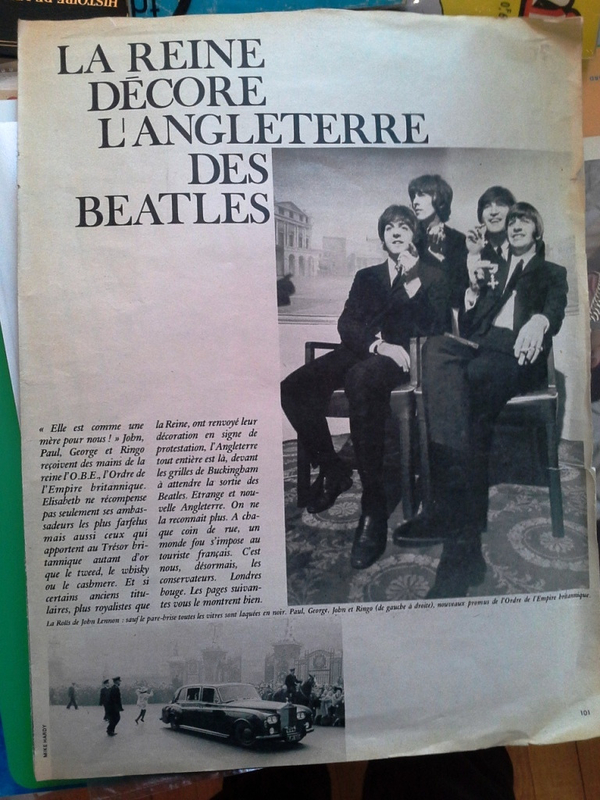 HISTOIRE DE
LA REINE
DÉCORE
L'ANGLETERRE
DES
BEATLES
« Elle est comme une
mère pour nous ! » John,
Paul, George et Ringo
reçoivent des mains de la
reine l'O.B.E., l'Ordre de
l'Empire britannique.
Elisabeth ne récompense
pas seulement ses ambas-
sadeurs les plus farfelus
mais aussi ceux qui
apportent au Trésor bri-
tannique autant d'or
que le tweed, le whisky
ou le cashmere. Et si
certains anciens titu-
laires, plus royalistes que
la Reine, ont renvoyé leur
décoration en signe de
protestation, l'Angleterre
tout entière est là, devant
les grilles de Buckingham
à attendre la sortie des
Beatles. Etrange et nou-
velle Angleterre. On ne
la reconnaît plus. A cha-
que coin de rue, un
monde fou s'impose au
touriste français. C'est
nous, désormais, les
conservateurs. Londres
bouge. Les pages suivan-
tes vous le montrent bien.
La Rolls de John Lennon : sauf le pare-brise toutes les vitres sont laquées en noir. Paul, George, John et Ringo (de gauche à droite), nouveaux promus de l'Ordre de l'Empire britannique.
MIKE HARDY
101